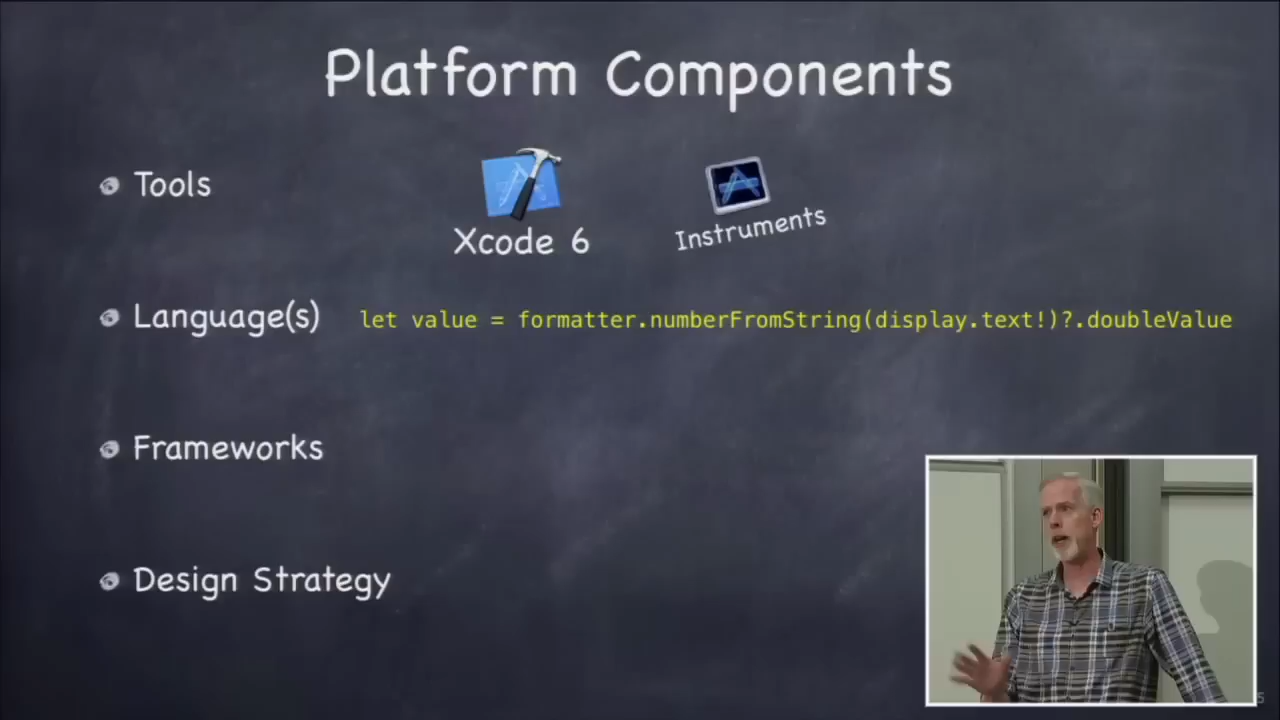 Platform Components
Tools
Xcode 6
Instruments
Language(s) let value = formatter.numberFromString(display.text!)?.doubleValue
Frameworks
Design Strategy